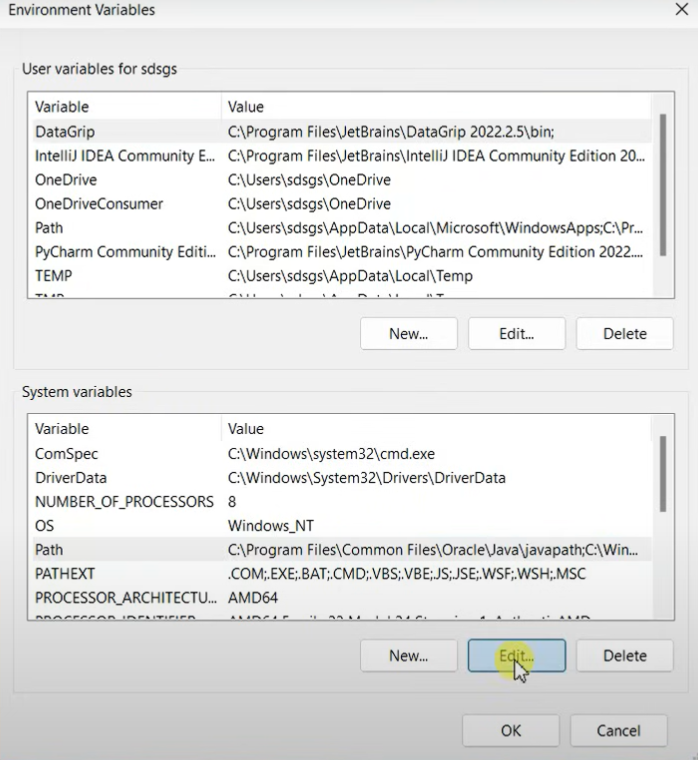 Environment Variables
User variables for sdsgs
Variable Value
DataGrip C:\Program Files\JetBrains\DataGrip 2022.2.5\bin;
IntelliJ IDEA Community E... C:\Program Files\JetBrains\IntelliJ IDEA Community Edition 20...
OneDrive C:\Users\sdsgs\OneDrive
OneDriveConsumer C:\Users\sdsgs\OneDrive
Path C:\Users\sdsgs\AppData\Local\Microsoft\WindowsApps;C:\Pr...
PyCharm Community Editi... C:\Program Files\JetBrains\PyCharm Community Edition 2022....
TEMP C:\Users\sdsgs\AppData\Local\Temp
New... Edit... Delete
System variables
Variable Value
ComSpec C:\Windows\system32\cmd.exe
DriverData C:\Windows\System32\Drivers\DriverData
NUMBER_OF_PROCESSORS 8
OS Windows_NT
Path C:\Program Files\Common Files\Oracle\Java\javapath;C:\Win...
PATHEXT .COM;.EXE;.BAT;.CMD;.VBS;.VBE;.JS;.JSE;.WSF;.WSH;.MSC
PROCESSOR_ARCHITECTU... AMD64
New... Edit... Delete
OK Cancel